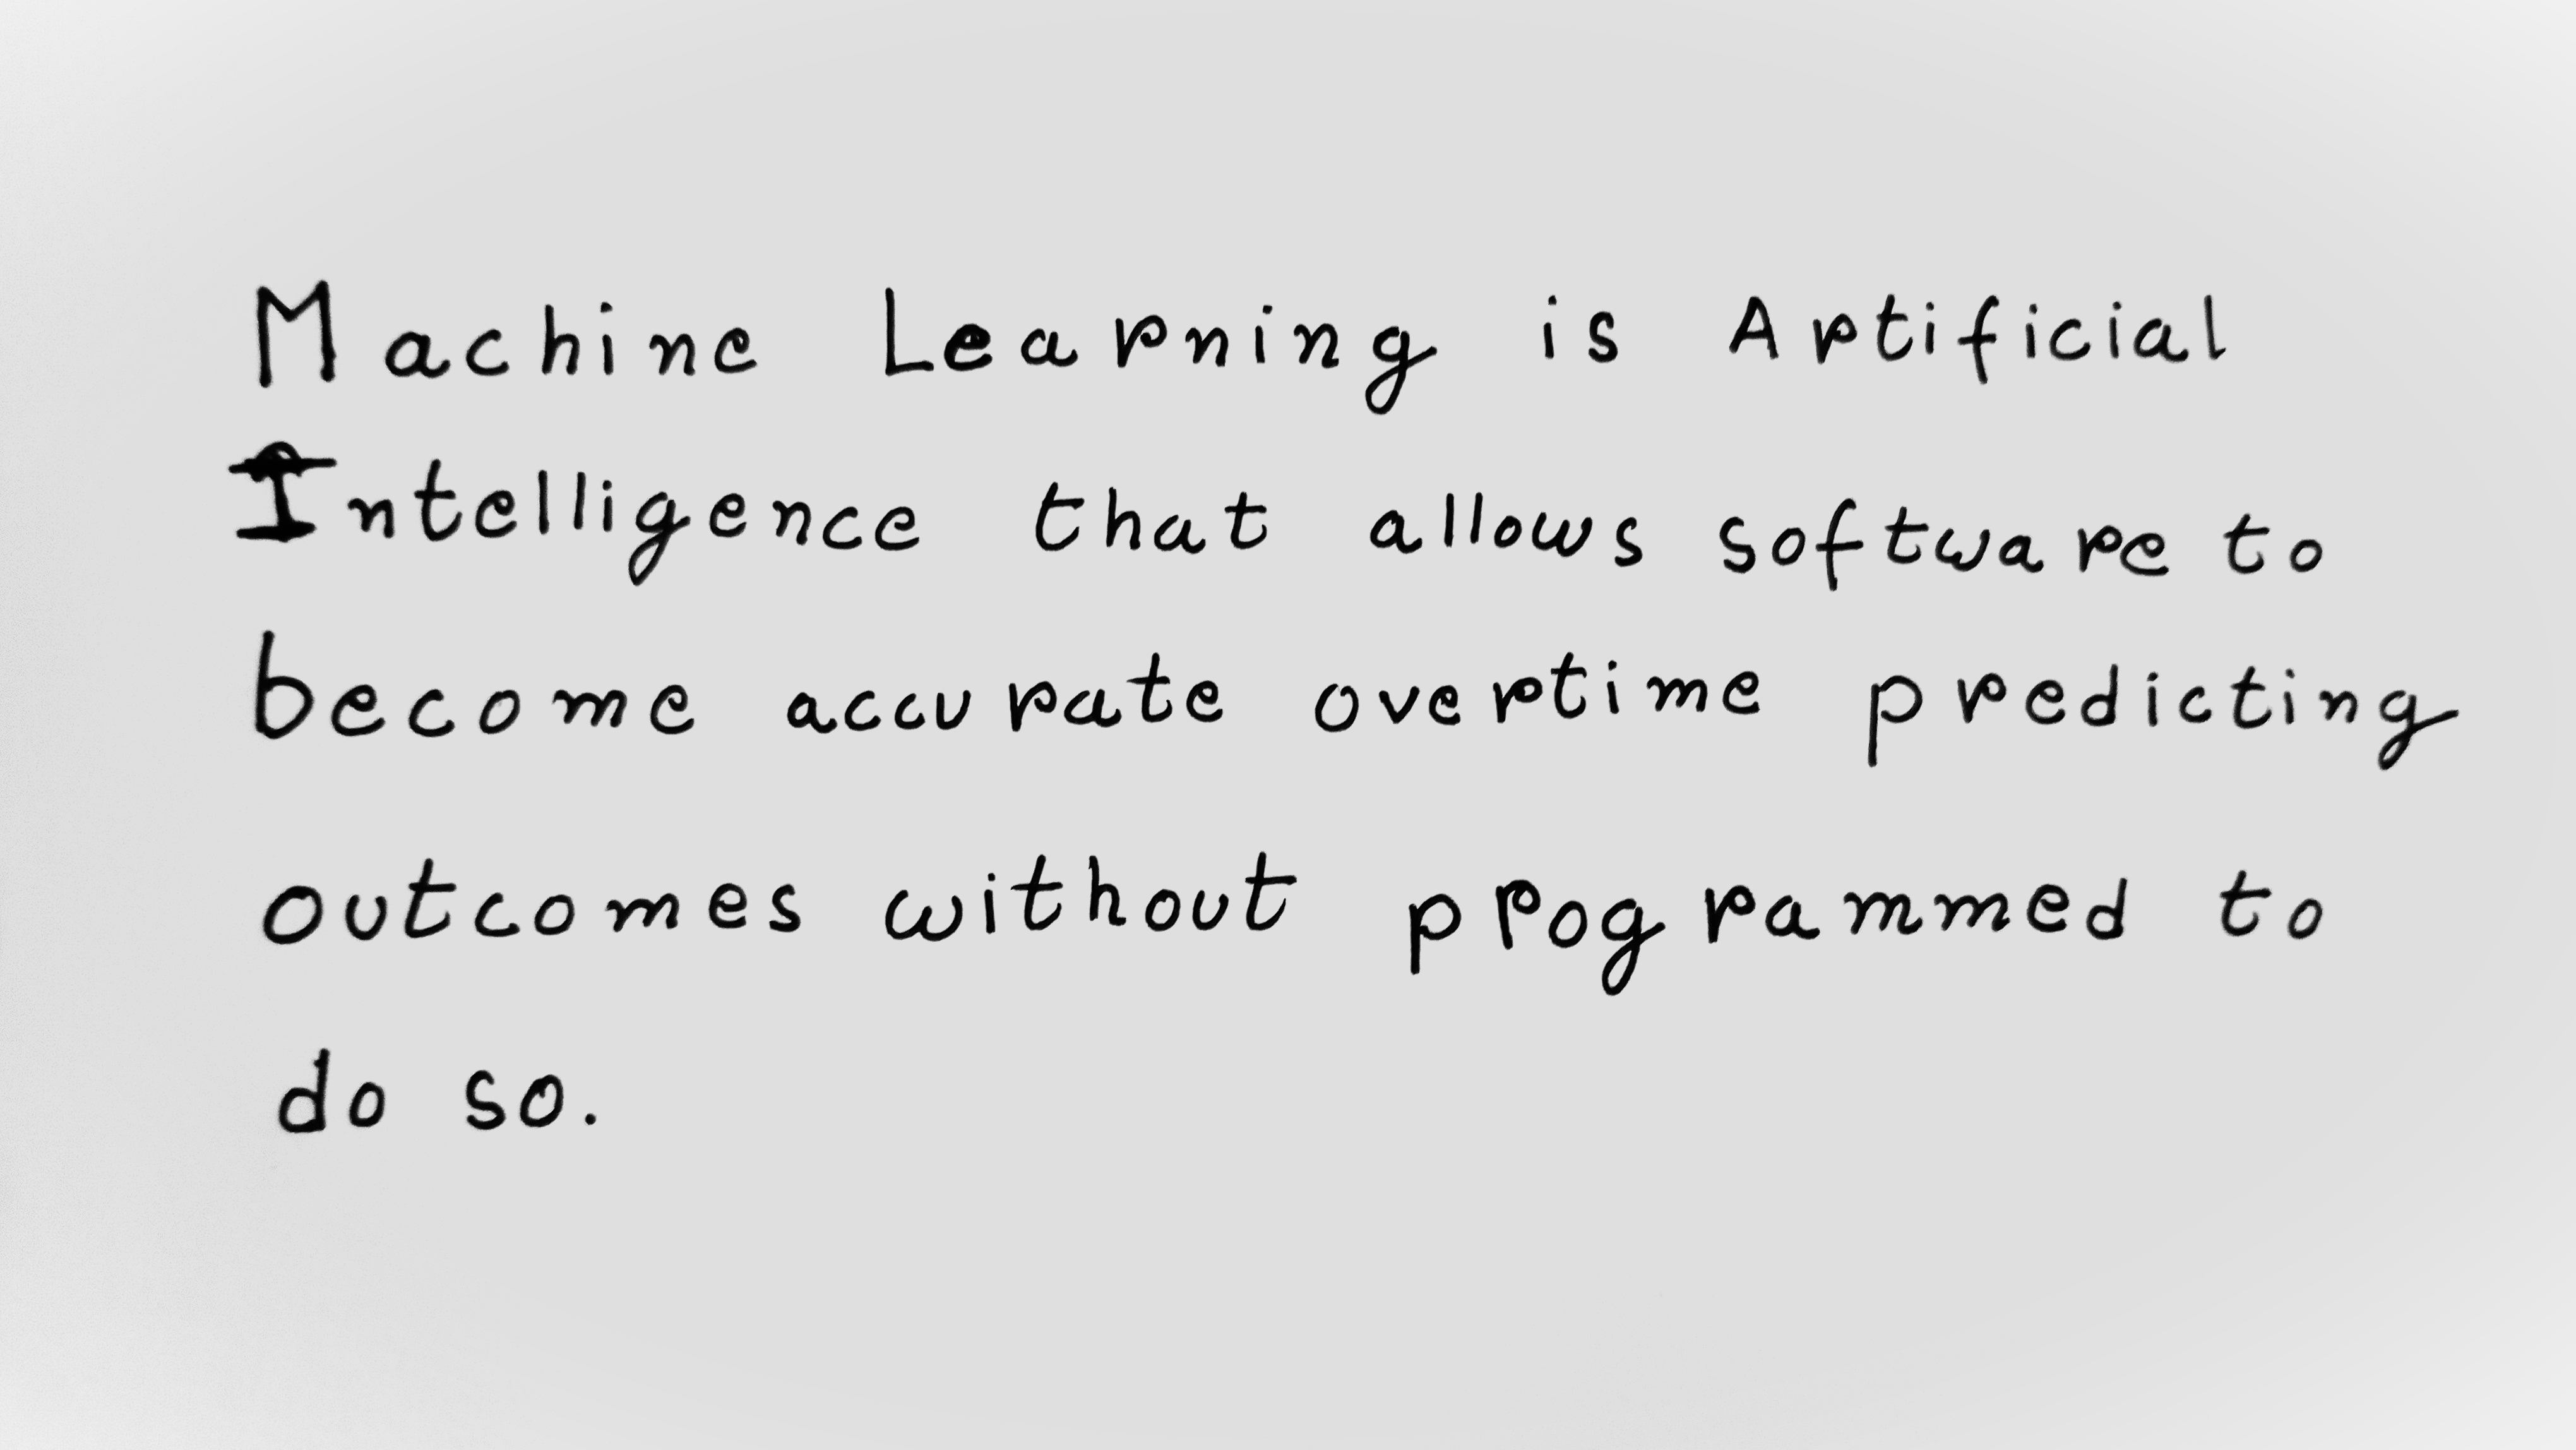 Machine Learning is Artificial
Intelligence that allows software to
become accurate overtime predicting
outcomes without programmed to
do so.